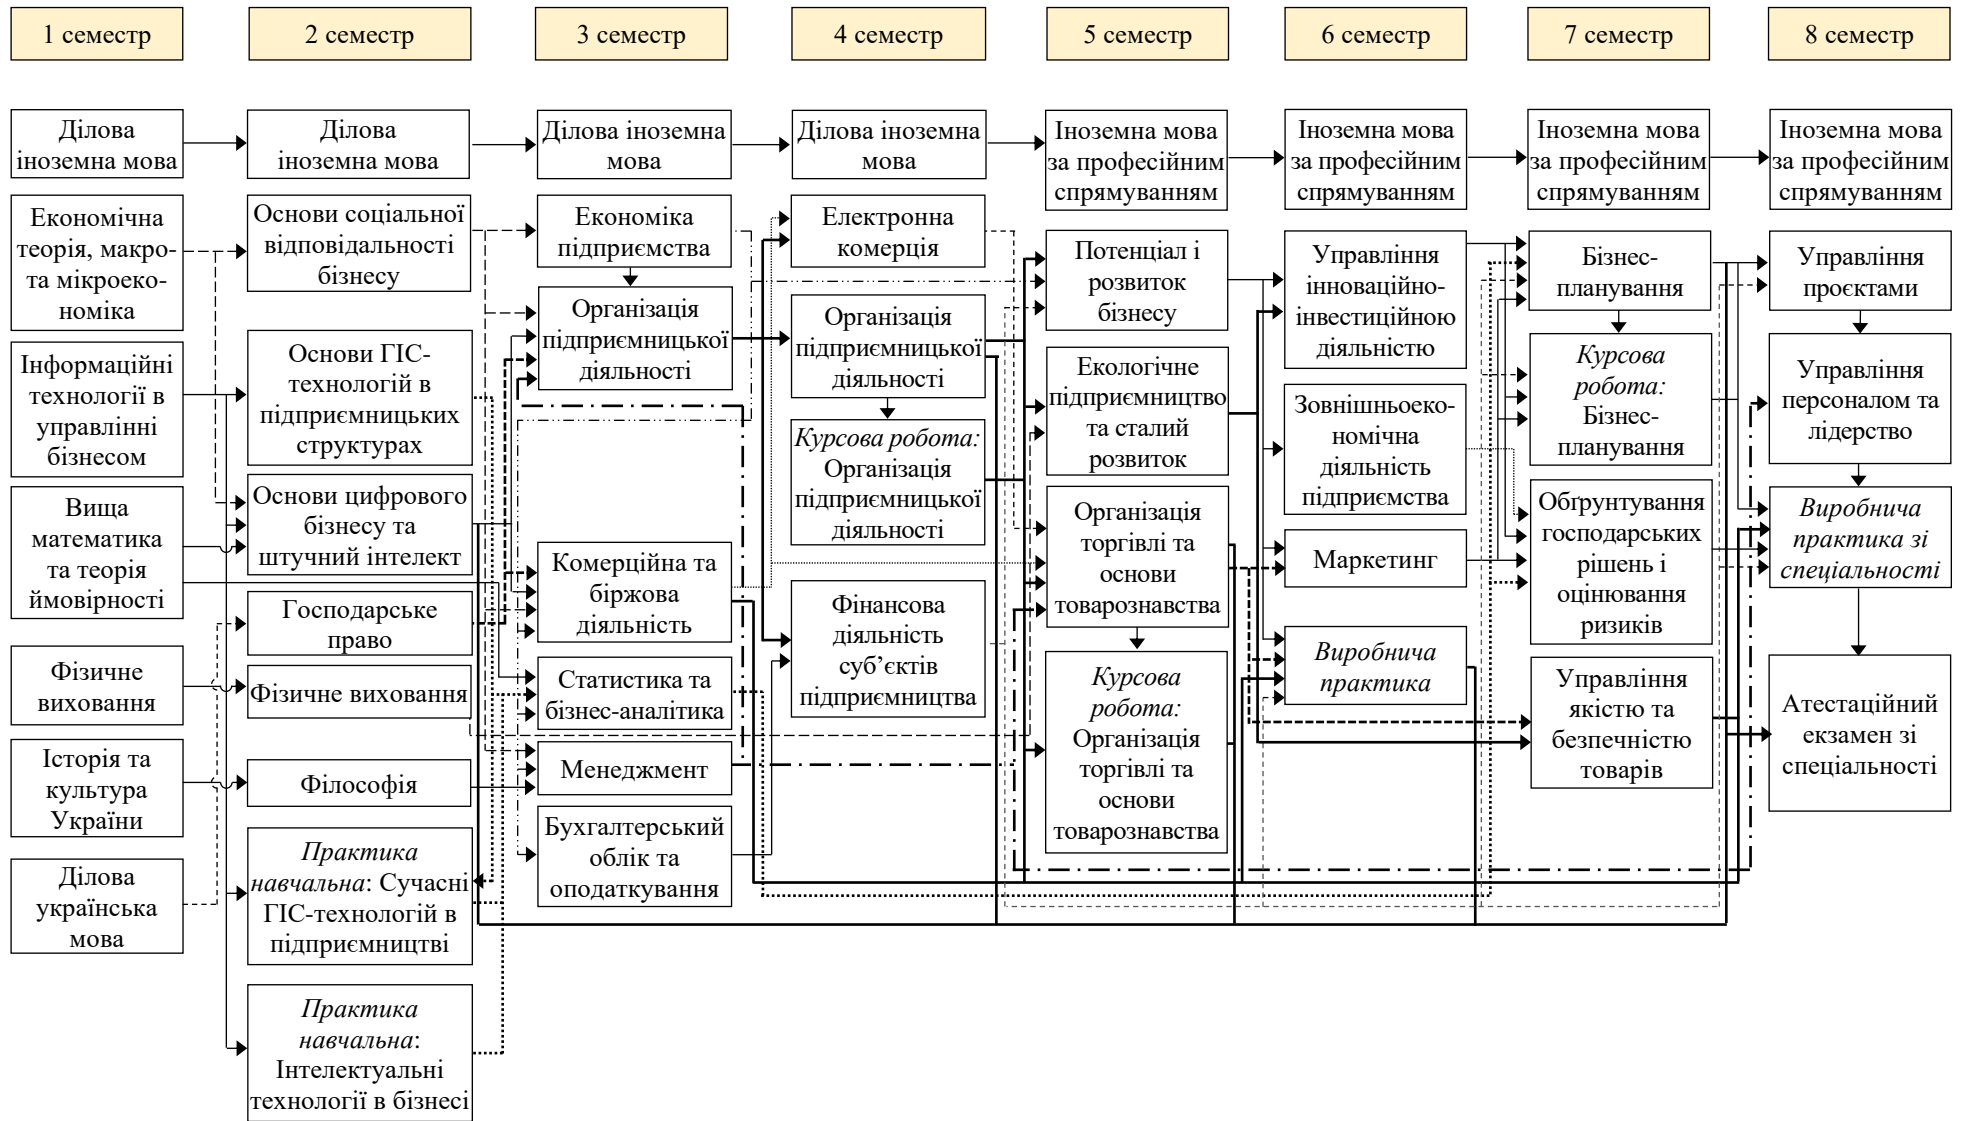 1 семестр
2 семестр
3 семестр
4 семестр
5 семестр
6 семестр
7 семестр
8 семестр
Ділова
іноземна мова
Економічна
теорія, макро-
та мікроеко-
номіка
Інформаційні
технології в
управлінні
бізнесом
Вища
математика
та теорія
ймовірності
Фізичне
виховання
Історія та
культура
України
Ділова
українська
мова
Ділова
іноземна мова
Основи соціальної
відповідальності
бізнесу
Основи ГІС-
технологій в
підприємницьких
структурах
Основи цифрового
бізнесу та
штучний інтелект
Господарське
право
Фізичне виховання
Філософія
Практика
навчальна: Сучасні
ГІС-технологій в
підприємництві
Практика
навчальна:
Інтелектуальні
технології в бізнесі
Ділова іноземна
мова
Економіка
підприємства
Організація
підприємницької
діяльності
Комерційна та
біржова
діяльність
Статистика та
бізнес-аналітика
Менеджмент
Бухгалтерський
облік та
оподаткування
Ділова іноземна
мова
Електронна
комерція
Організація
підприємницької
діяльності
Курсова робота:
Організація
підприємницької
діяльності
Фінансова
діяльність
суб’єктів
підприємництва
Іноземна мова
за професійним
спрямуванням
Потенціал і
розвиток
бізнесу
Екологічне
підприємництво
та сталий
розвиток
Організація
торгівлі та
основи
товарознавства
Курсова
робота:
Організація
торгівлі та
основи
товарознавства
Іноземна мова
за професійним
спрямуванням
Управління
інноваційно-
інвестиційною
діяльністю
Зовнішньоеко-
номічна
діяльність
підприємства
Маркетинг
Виробнича
практика
Іноземна мова
за професійним
спрямуванням
Бізнес-
планування
Курсова
робота:
Бізнес-
планування
Обґрунтування
господарських
рішень і
оцінювання
ризиків
Управління
якістю та
безпечністю
товарів
Іноземна мова
за професійним
спрямуванням
Управління
проєктами
Управління
персоналом та
лідерство
Виробнича
практика зі
спеціальності
Атестаційний
екзамен зі
спеціальності